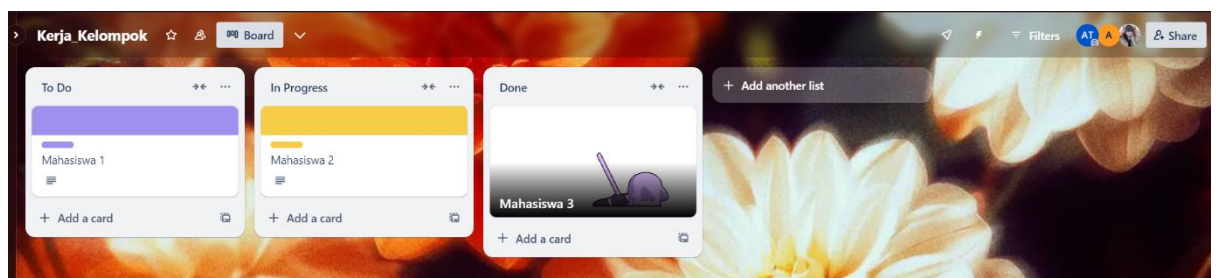 Kerja_Kelompok
Board
Filters
AT
A
Share
To Do
Mahasiswa 1
+ Add a card
In Progress
Mahasiswa 2
+ Add a card
Done
Mahasiswa 3
+ Add a card
+ Add another list